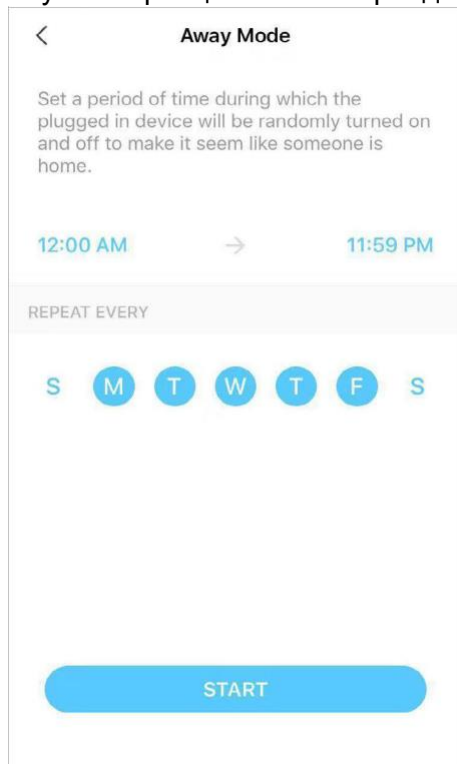 Away Mode
Set a period of time during which the
plugged in device will be randomly turned on
and off to make it seem like someone is
home.
12:00 AM → 11:59 PM
REPEAT EVERY
S M T W T F S
START